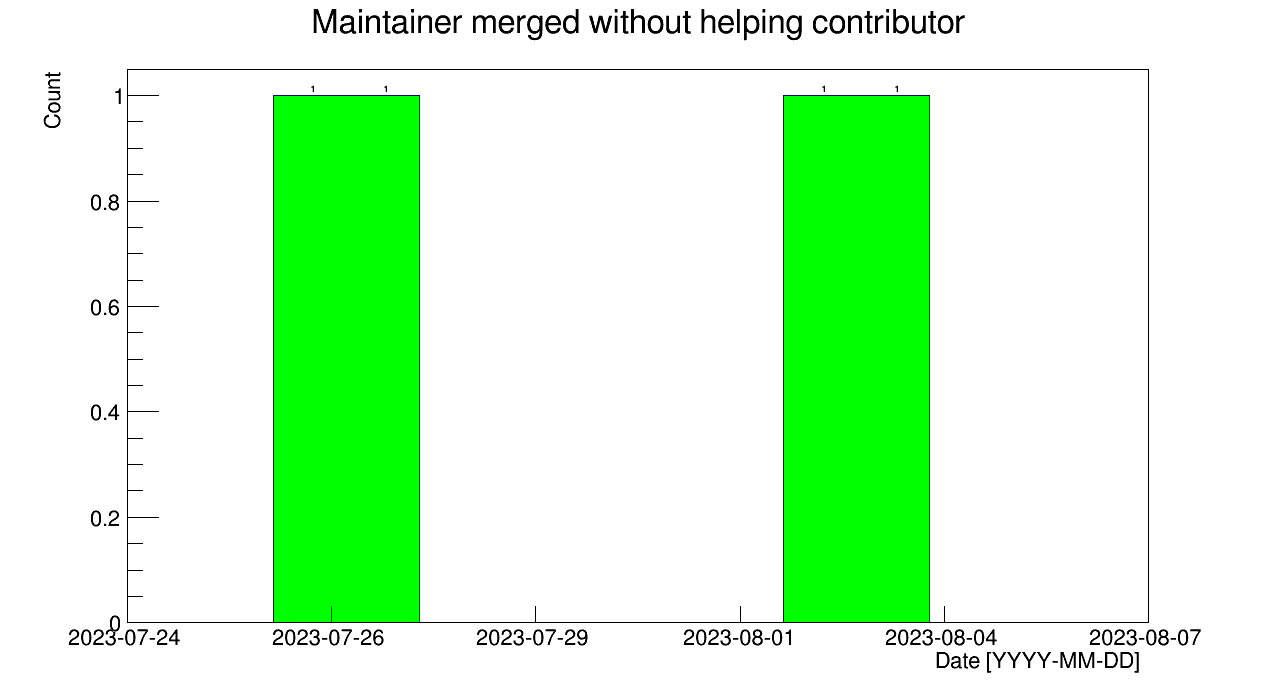 Maintainer merged without helping contributor
Count
1 1 1 1
1
0.8
0.6
0.4
0.2
0
2023-07-24 2023-07-26 2023-07-29 2023-08-01 2023-08-04 2023-08-07
Date [YYYY-MM-DD]